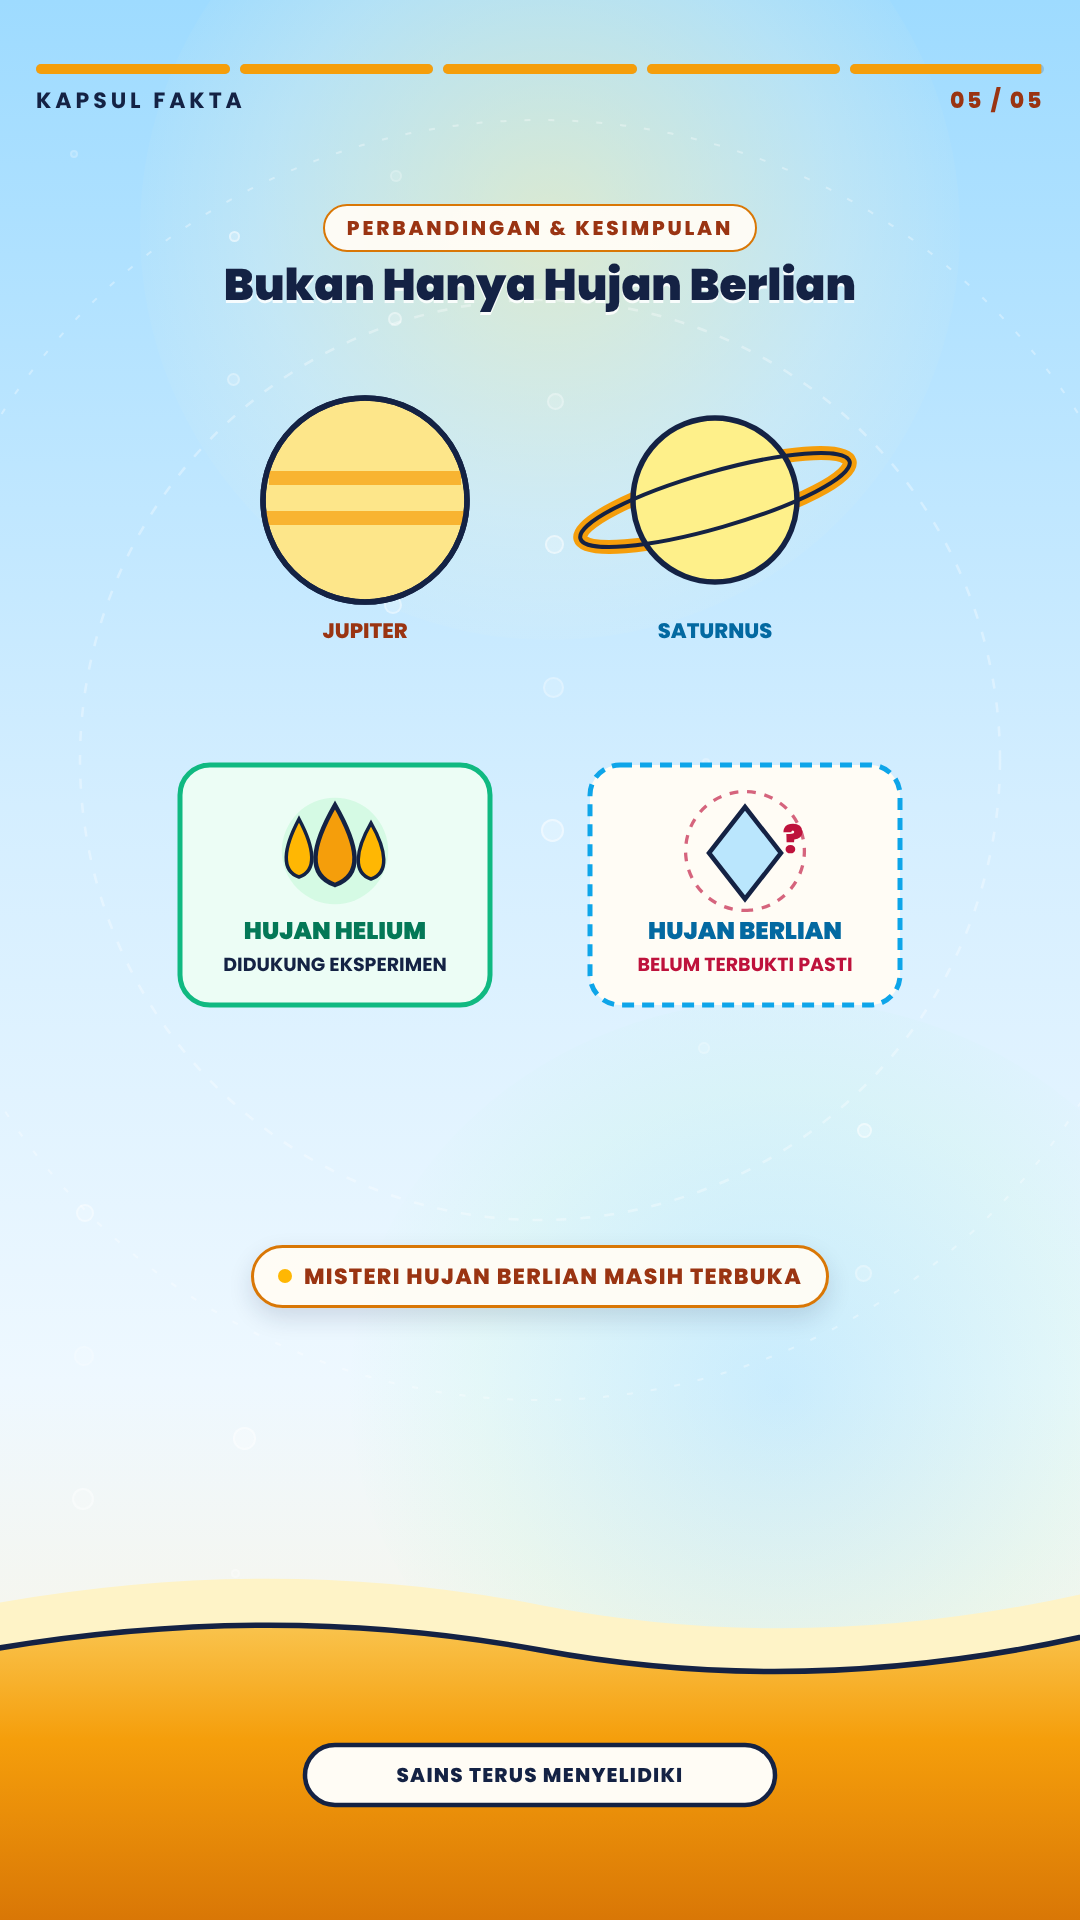 KAPSUL FAKTA
05 / 05
PERBANDINGAN & KESIMPULAN
Bukan Hanya Hujan Berlian
JUPITER
SATURNUS
?
HUJAN HELIUM
DIDUKUNG EKSPERIMEN
HUJAN BERLIAN
BELUM TERBUKTI PASTI
MISTERI HUJAN BERLIAN MASIH TERBUKA
SAINS TERUS MENYELIDIKI